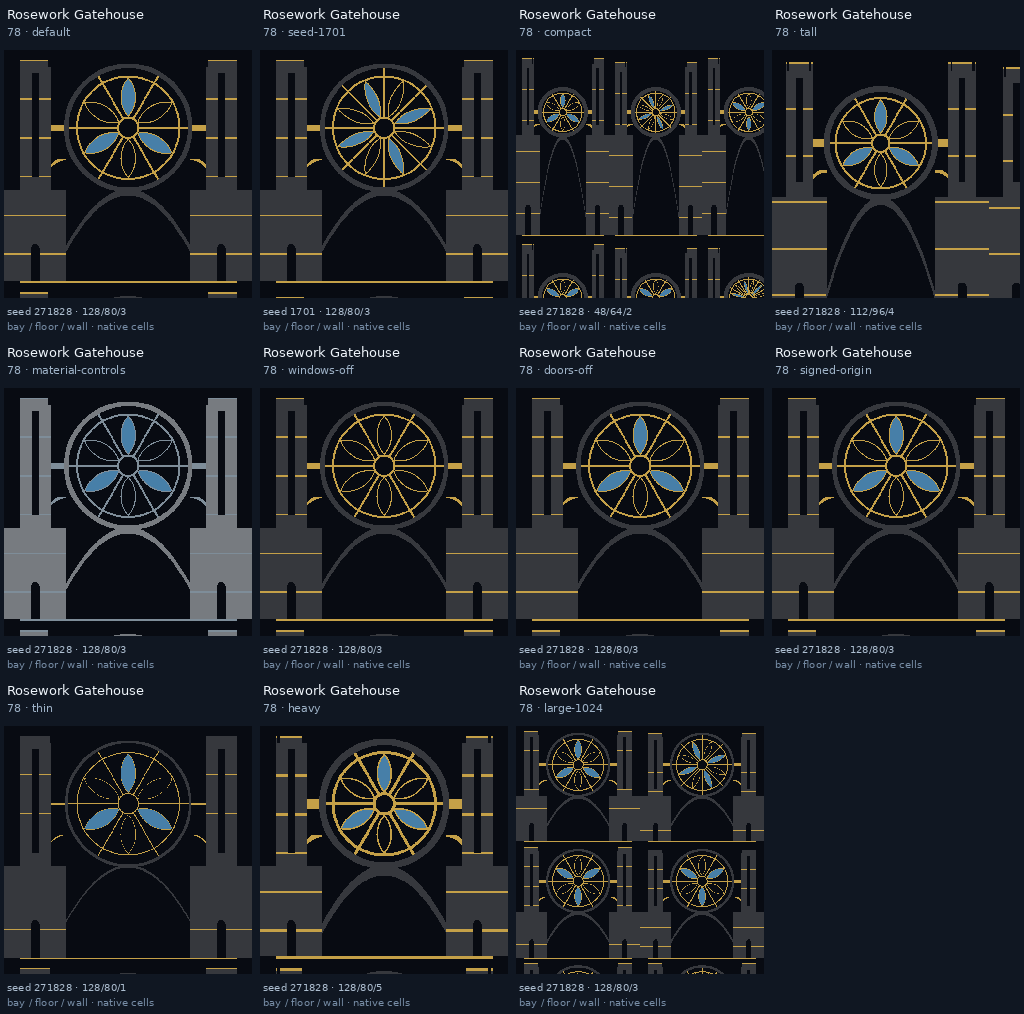 Rosework Gatehouse
78 · default
seed 271828 · 128/80/3
bay / floor / wall · native cells
Rosework Gatehouse
78 · seed-1701
seed 1701 · 128/80/3
bay / floor / wall · native cells
Rosework Gatehouse
78 · compact
seed 271828 · 48/64/2
bay / floor / wall · native cells
Rosework Gatehouse
78 · tall
seed 271828 · 112/96/4
bay / floor / wall · native cells
Rosework Gatehouse
78 · material-controls
seed 271828 · 128/80/3
bay / floor / wall · native cells
Rosework Gatehouse
78 · windows-off
seed 271828 · 128/80/3
bay / floor / wall · native cells
Rosework Gatehouse
78 · doors-off
seed 271828 · 128/80/3
bay / floor / wall · native cells
Rosework Gatehouse
78 · signed-origin
seed 271828 · 128/80/3
bay / floor / wall · native cells
Rosework Gatehouse
78 · thin
seed 271828 · 128/80/1
bay / floor / wall · native cells
Rosework Gatehouse
78 · heavy
seed 271828 · 128/80/5
bay / floor / wall · native cells
Rosework Gatehouse
78 · large-1024
seed 271828 · 128/80/3
bay / floor / wall · native cells